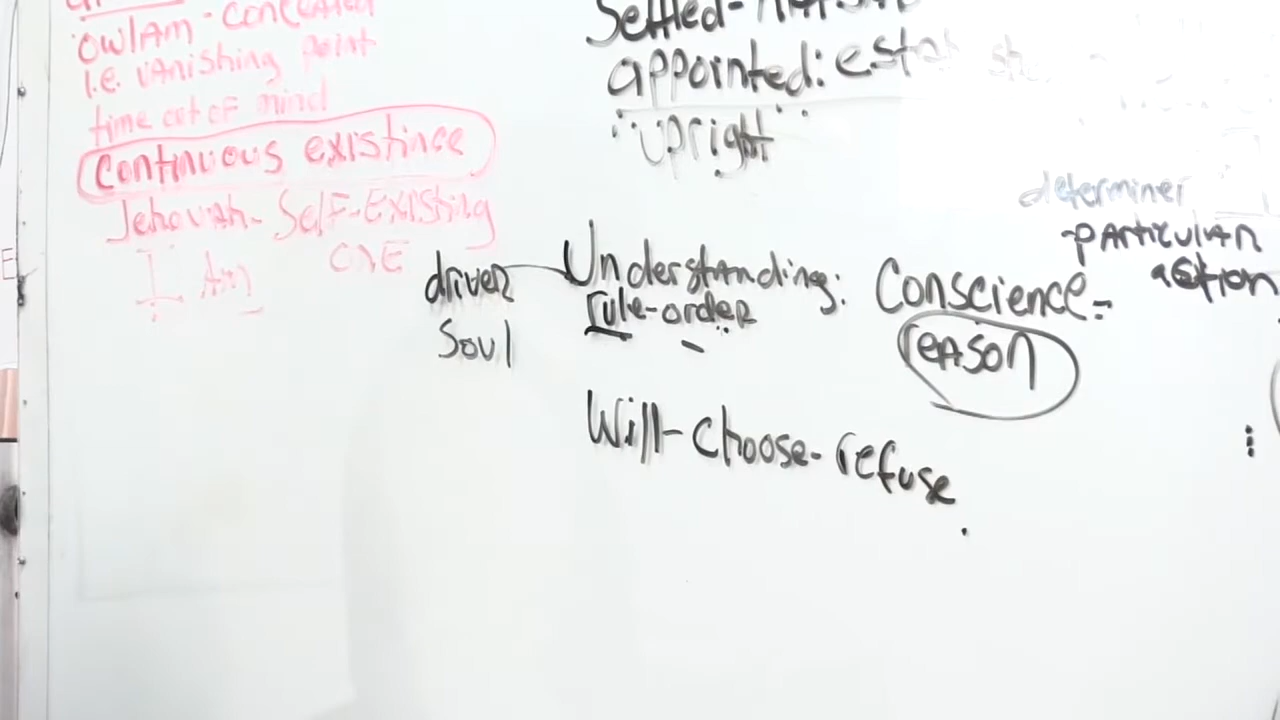 owlAm - concealed
i.e. vanishing point
time out of mind
continuous existince
Jehovah - Self-Existing
ONE
I Am
Settled-
appointed:
"upright"
determiner
-particular
action
driver
Soul
Understanding:
rule-order
Conscience-
reason
Will-choose-refuse